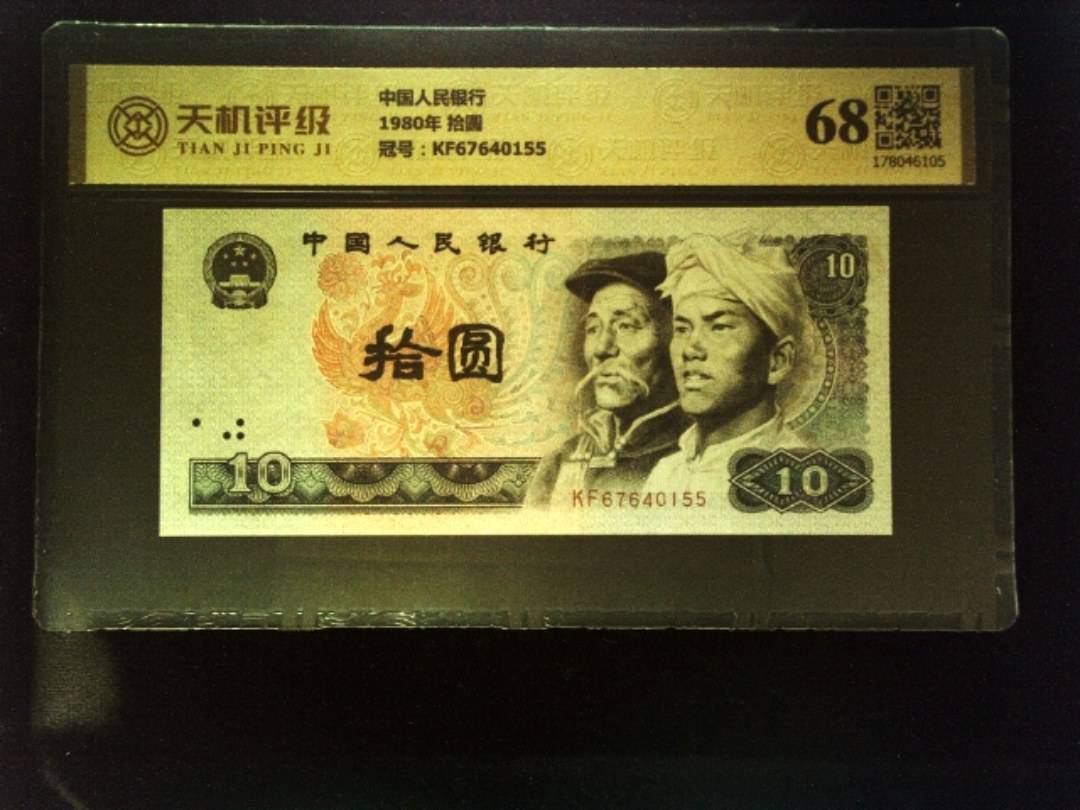 天机评级
TIAN JI PING JI
中国人民银行
1980年 拾圆
冠号：KF67640155
68
178046105
中国人民银行
10
拾圆
10
KF67640155
10